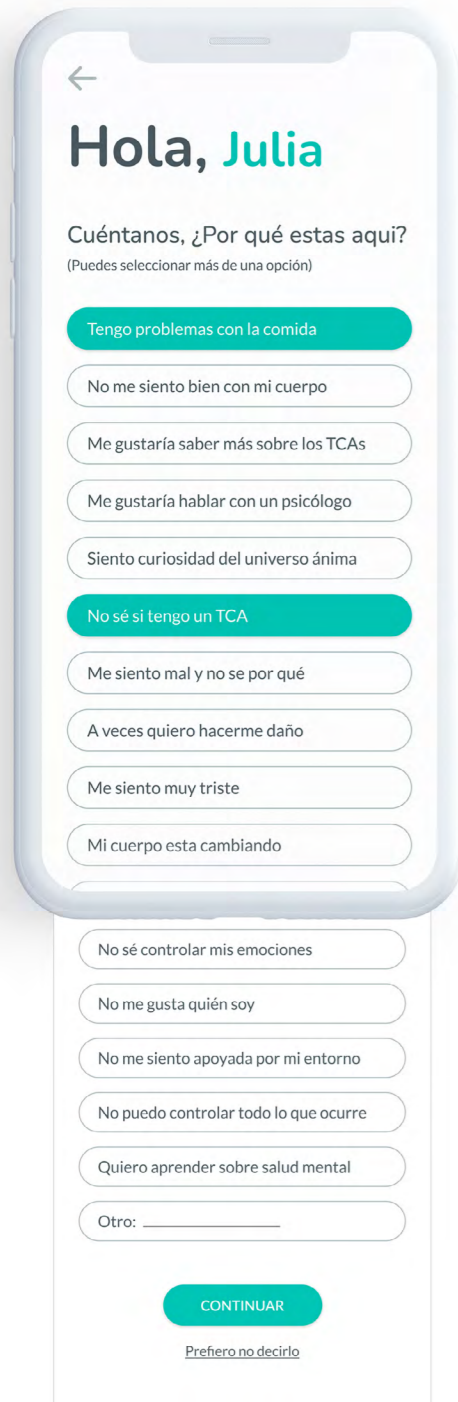 Hola, Julia
Cuéntanos, ¿Por qué estas aqui?
(Puedes seleccionar más de una opción)
Tengo problemas con la comida
No me siento bien con mi cuerpo
Me gustaría saber más sobre los TCAs
Me gustaría hablar con un psicólogo
Siento curiosidad del universo ánima
No sé si tengo un TCA
Me siento mal y no se por qué
A veces quiero hacerme daño
Me siento muy triste
Mi cuerpo esta cambiando
No sé controlar mis emociones
No me gusta quién soy
No me siento apoyada por mi entorno
No puedo controlar todo lo que ocurre
Quiero aprender sobre salud mental
Otro: ____________
CONTINUAR
Prefiero no decirlo